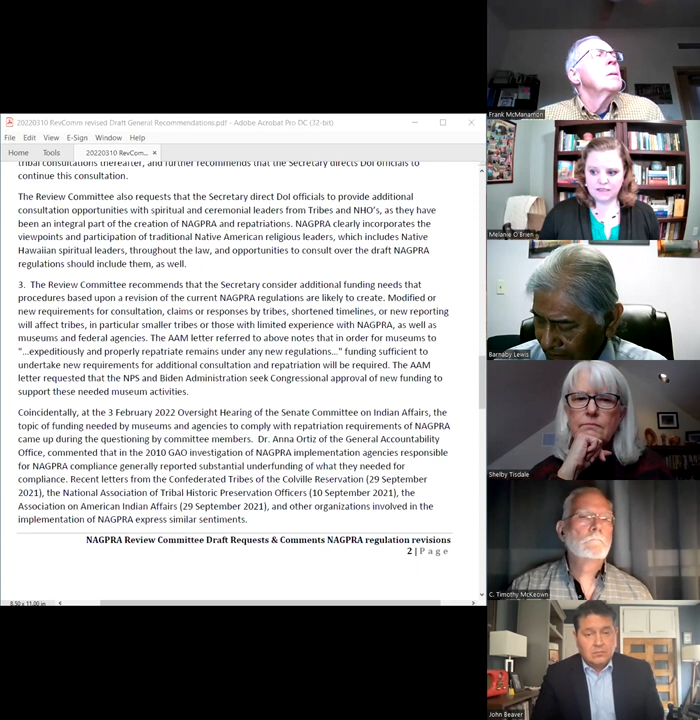 20220310 RevComm revised Draft General Recommendations.pdf - Adobe Acrobat Pro DC (32-bit)
File Edit View E-Sign Window Help
Home Tools 20220310 RevCom... ×
tribal consultations thereafter, and further recommends that the Secretary directs DoI officials to
continue this consultation.
The Review Committee also requests that the Secretary direct DoI officials to provide additional
consultation opportunities with spiritual and ceremonial leaders from Tribes and NHO's, as they have
been an integral part of the creation of NAGPRA and repatriations. NAGPRA clearly incorporates the
viewpoints and participation of traditional Native American religious leaders, which includes Native
Hawaiian spiritual leaders, throughout the law, and opportunities to consult over the draft NAGPRA
regulations should include them, as well.
3. The Review Committee recommends that the Secretary consider additional funding needs that
procedures based upon a revision of the current NAGPRA regulations are likely to create. Modified or
new requirements for consultation, claims or responses by tribes, shortened timelines, or new reporting
will affect tribes, in particular smaller tribes or those with limited experience with NAGPRA, as well as
museums and federal agencies. The AAM letter referred to above notes that in order for museums to
"...expeditiously and properly repatriate remains under any new regulations..." funding sufficient to
undertake new requirements for additional consultation and repatriation will be required. The AAM
letter requested that the NPS and Biden Administration seek Congressional approval of new funding to
support these needed museum activities.
Coincidentally, at the 3 February 2022 Oversight Hearing of the Senate Committee on Indian Affairs, the
topic of funding needed by museums and agencies to comply with repatriation requirements of NAGPRA
came up during the questioning by committee members. Dr. Anna Ortiz of the General Accountability
Office, commented that in the 2010 GAO investigation of NAGPRA implementation agencies responsible
for NAGPRA compliance generally reported substantial underfunding of what they needed for
compliance. Recent letters from the Confederated Tribes of the Colville Reservation (29 September
2021), the National Association of Tribal Historic Preservation Officers (10 September 2021), the
Association on American Indian Affairs (29 September 2021), and other organizations involved in the
implementation of NAGPRA express similar sentiments.
NAGPRA Review Committee Draft Requests & Comments NAGPRA regulation revisions
2 | P a g e
8.50 x 11.00 in
Frank McManamon
Melanie O'Brien
Barnaby Lewis
Shelby Tisdale
C. Timothy McKeown
John Beaver